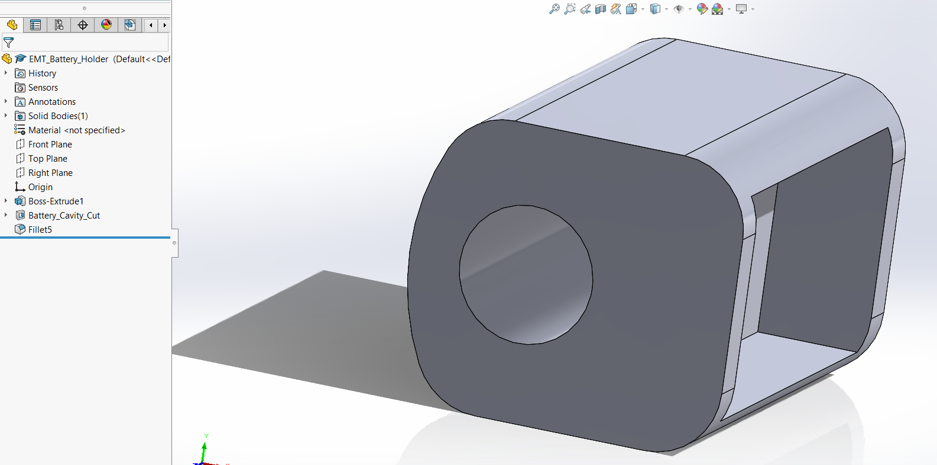 EMT_Battery_Holder (Default<<Def
History
Sensors
Annotations
Solid Bodies(1)
Material <not specified>
Front Plane
Top Plane
Right Plane
Origin
Boss-Extrude1
Battery_Cavity_Cut
Fillet5
Y